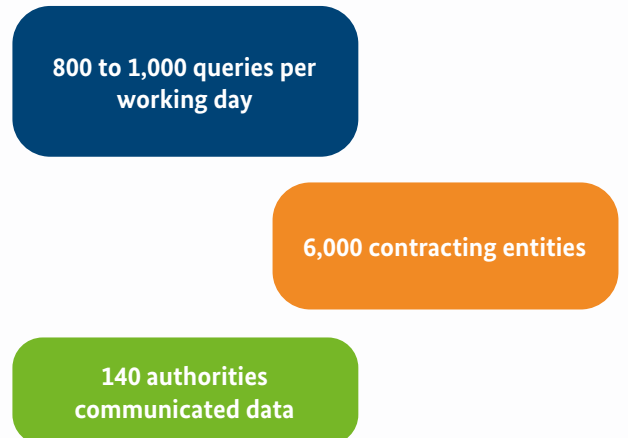 800 to 1,000 queries per
working day
6,000 contracting entities
140 authorities
communicated data